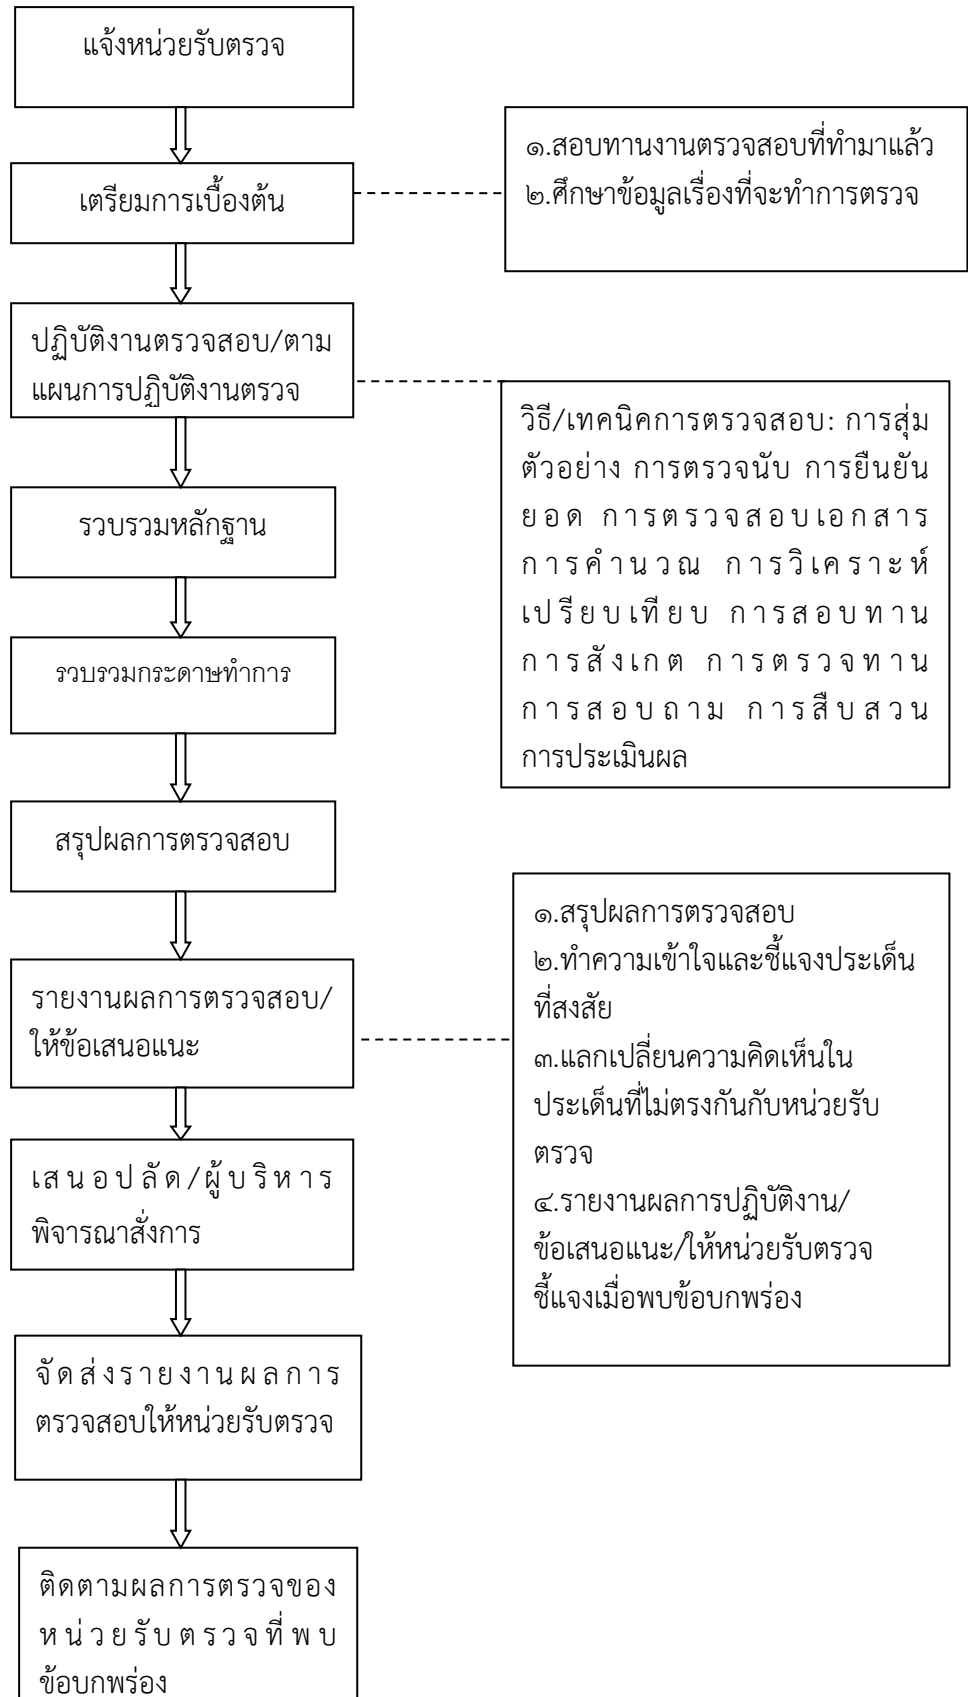 แจ้งหน่วยรับตรวจ
เตรียมการเบื้องต้น
๑.สอบทานงานตรวจสอบที่ทำมาแล้ว
๒.ศึกษาข้อมูลเรื่องที่จะทำการตรวจ
ปฏิบัติงานตรวจสอบ/ตาม
แผนการปฏิบัติงานตรวจ
วิธี/เทคนิคการตรวจสอบ: การสุ่ม
ตัวอย่าง การตรวจนับ การยืนยัน
ยอด การตรวจสอบเอกสาร
การคำนวณ การวิเคราะห์
เปรียบเทียบ การสอบทาน
การสังเกต การตรวจทาน
การสอบถาม การสืบสวน
การประเมินผล
รวบรวมหลักฐาน
รวบรวมกระดาษทำการ
สรุปผลการตรวจสอบ
รายงานผลการตรวจสอบ/
ให้ข้อเสนอแนะ
๑.สรุปผลการตรวจสอบ
๒.ทำความเข้าใจและชี้แจงประเด็น
ที่สงสัย
๓.แลกเปลี่ยนความคิดเห็นใน
ประเด็นที่ไม่ตรงกันกับหน่วยรับ
ตรวจ
๔.รายงานผลการปฏิบัติงาน/
ข้อเสนอแนะ/ให้หน่วยรับตรวจ
ชี้แจงเมื่อพบข้อบกพร่อง
เสนอปลัด/ผู้บริหาร
พิจารณาสั่งการ
จัดส่งรายงานผลการ
ตรวจสอบให้หน่วยรับตรวจ
ติดตามผลการตรวจของ
หน่วยรับตรวจที่พบ
ข้อบกพร่อง